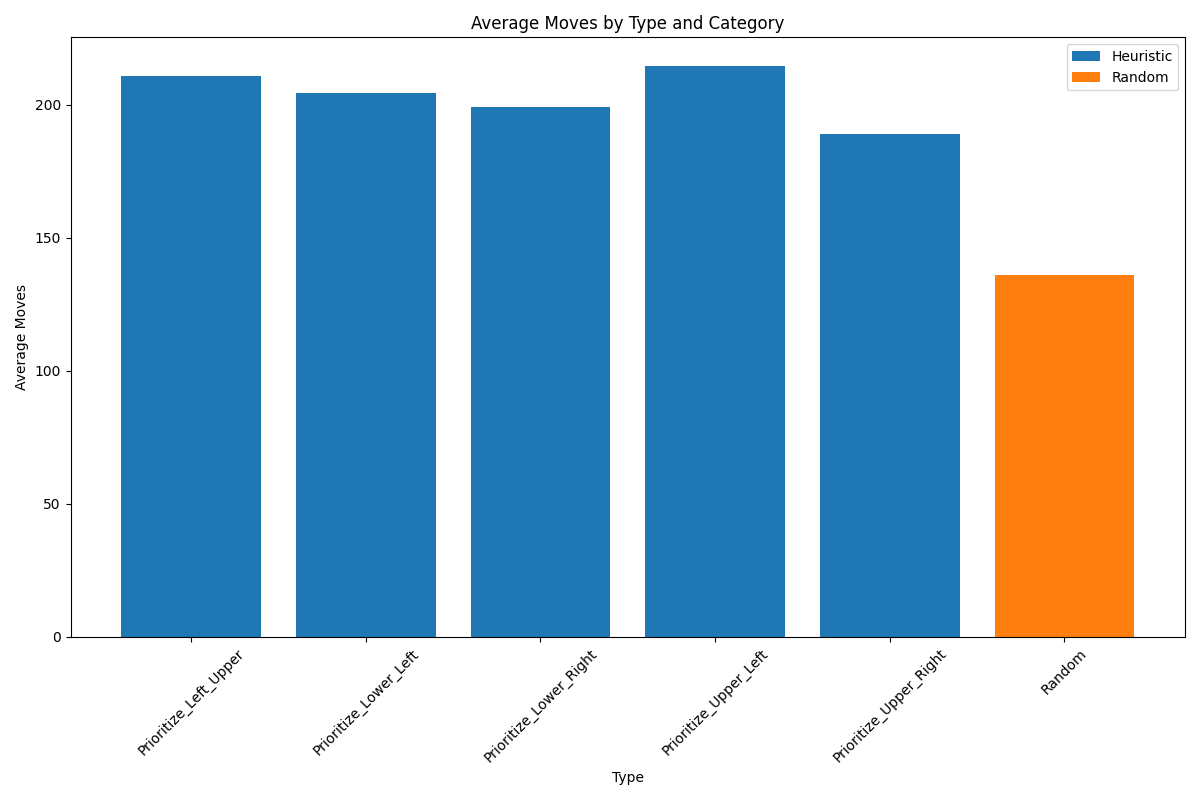 Average Moves by Type and Category
Heuristic
Random
Average Moves
200
150
100
50
0
Prioritize_Left_Upper
Prioritize_Lower_Left
Prioritize_Lower_Right
Prioritize_Upper_Left
Prioritize_Upper_Right
Random
Type